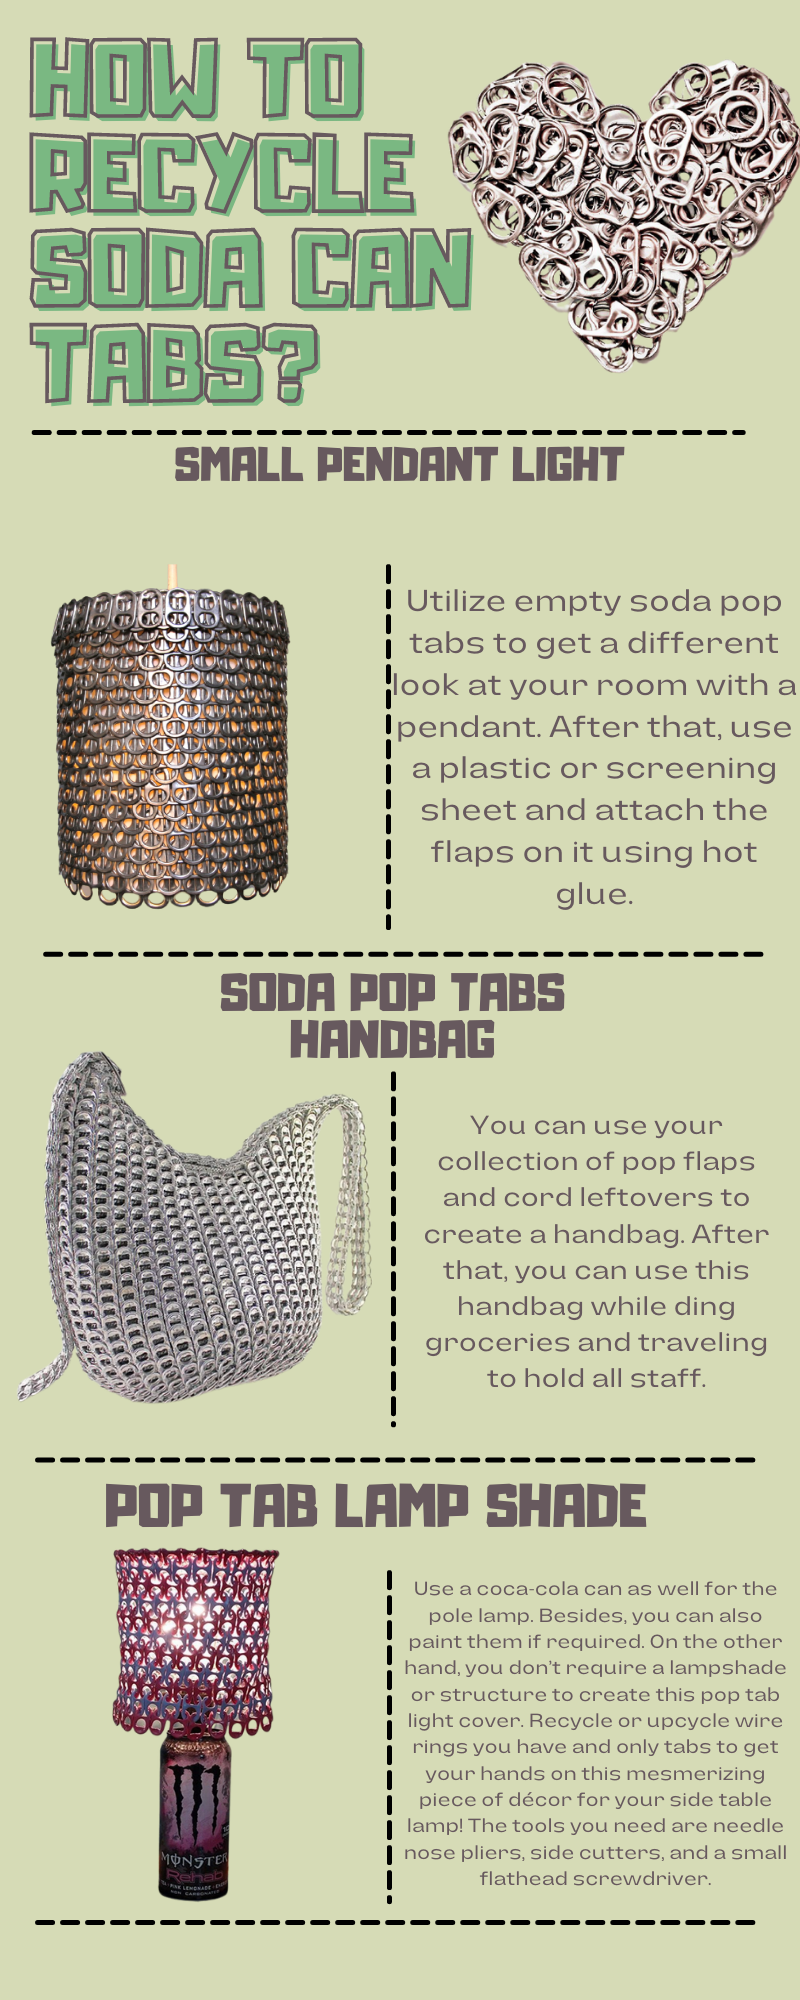 HOW TO
RECYCLE
SODA CAN
TABS?
SMALL PENDANT LIGHT
Utilize empty soda pop
tabs to get a different
look at your room with a
pendant. After that, use
a plastic or screening
sheet and attach the
flaps on it using hot
glue.
SODA POP TABS
HANDBAG
You can use your
collection of pop flaps
and cord leftovers to
create a handbag. After
that, you can use this
handbag while ding
groceries and traveling
to hold all staff.
POP TAB LAMP SHADE
Use a coca-cola can as well for the
pole lamp. Besides, you can also
paint them if required. On the other
hand, you don't require a lampshade
or structure to create this pop tab
light cover. Recycle or upcycle wire
rings you have and only tabs to get
your hands on this mesmerizing
piece of décor for your side table
lamp! The tools you need are needle
nose pliers, side cutters, and a small
flathead screwdriver.
MONSTER
Rehab
PINK LEMONADE
NON CARBONATED